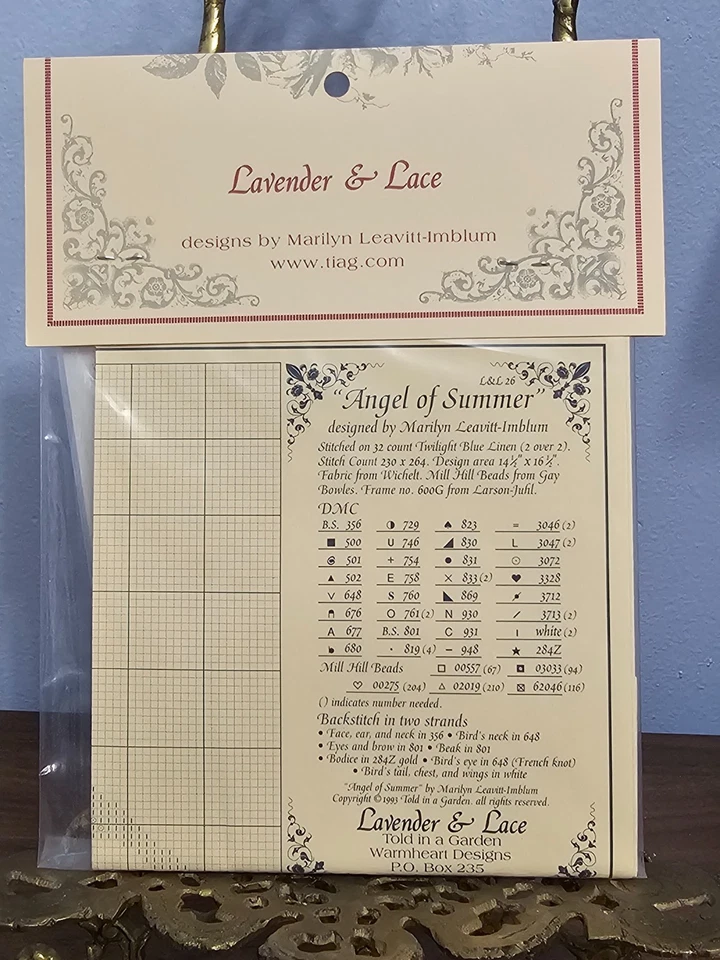 Lavender & Lace
designs by Marilyn Leavitt-Imblum
www.tiag.com
L&L 26
"Angel of Summer"
designed by Marilyn Leavitt-Imblum
Stitched on 32 count Twilight Blue Linen (2 over 2).
Stitch Count 230 x 264. Design area 14½" x 16½".
Fabric from Wichelt. Mill Hill Beads from Gay
Bowles. Frame no. 600G from Larson-Juhl.
DMC
B.S. 356 ◑ 729 ♠ 823 = 3046 (2)
■ 500 U 746 ◢ 830 L 3047 (2)
501 + 754 ● 831 ⊙ 3072
▲ 502 E 758 × 833 (2) ♥ 3328
V 648 S 760 ◣ 869 3712
676 O 761 (2) N 930 / 3713 (2)
A 677 B.S. 801 C 931 ı white (2)
680 · 819 (4) – 948 ★ 284Z
Mill Hill Beads □ 00557 (67) ▣ 03033 (94)
♡ 00275 (204) △ 02019 (210) ⊠ 62046 (116)
() indicates number needed.
Backstitch in two strands
• Face, ear, and neck in 356 • Bird's neck in 648
• Eyes and brow in 801 • Beak in 801
• Bodice in 284Z gold • Bird's eye in 648 (French knot)
• Bird's tail, chest, and wings in white
"Angel of Summer" by Marilyn Leavitt-Imblum
Copyright © 1993 Told in a Garden. all rights reserved.
Lavender & Lace
Told in a Garden
Warmheart Designs
P.O. Box 235